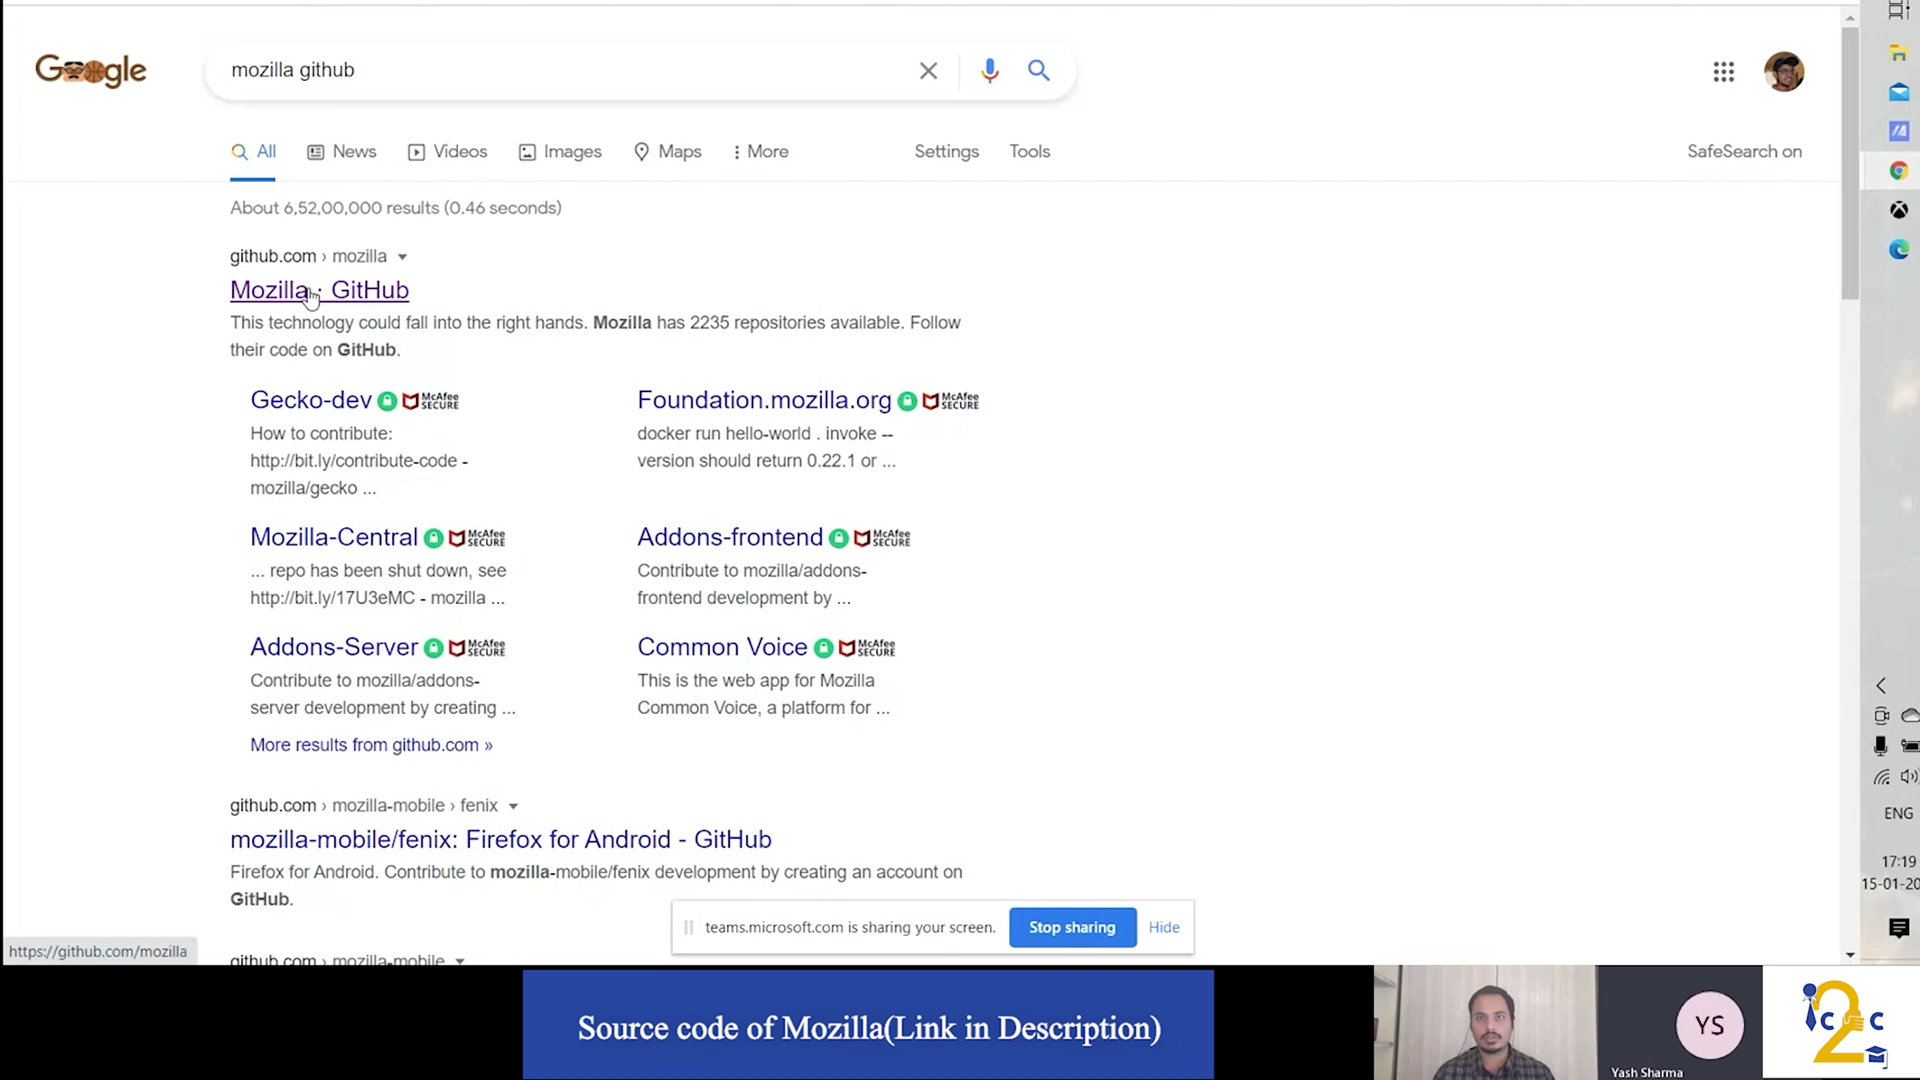 Google
mozilla github
All News Videos Images Maps More Settings Tools SafeSearch on
About 6,52,00,000 results (0.46 seconds)
github.com › mozilla
Mozilla · GitHub
This technology could fall into the right hands. Mozilla has 2235 repositories available. Follow
their code on GitHub.
Gecko-dev McAfee SECURE
How to contribute:
http://bit.ly/contribute-code -
mozilla/gecko ...
Foundation.mozilla.org McAfee SECURE
docker run hello-world . invoke --
version should return 0.22.1 or ...
Mozilla-Central McAfee SECURE
... repo has been shut down, see
http://bit.ly/17U3eMC - mozilla ...
Addons-frontend McAfee SECURE
Contribute to mozilla/addons-
frontend development by ...
Addons-Server McAfee SECURE
Contribute to mozilla/addons-
server development by creating ...
Common Voice McAfee SECURE
This is the web app for Mozilla
Common Voice, a platform for ...
More results from github.com »
github.com › mozilla-mobile › fenix
mozilla-mobile/fenix: Firefox for Android - GitHub
Firefox for Android. Contribute to mozilla-mobile/fenix development by creating an account on
GitHub.
github.com › mozilla-mobile
teams.microsoft.com is sharing your screen. Stop sharing Hide
https://github.com/mozilla
ENG
17:19
15-01-20
Source code of Mozilla(Link in Description)
YS
Yash Sharma
C2C